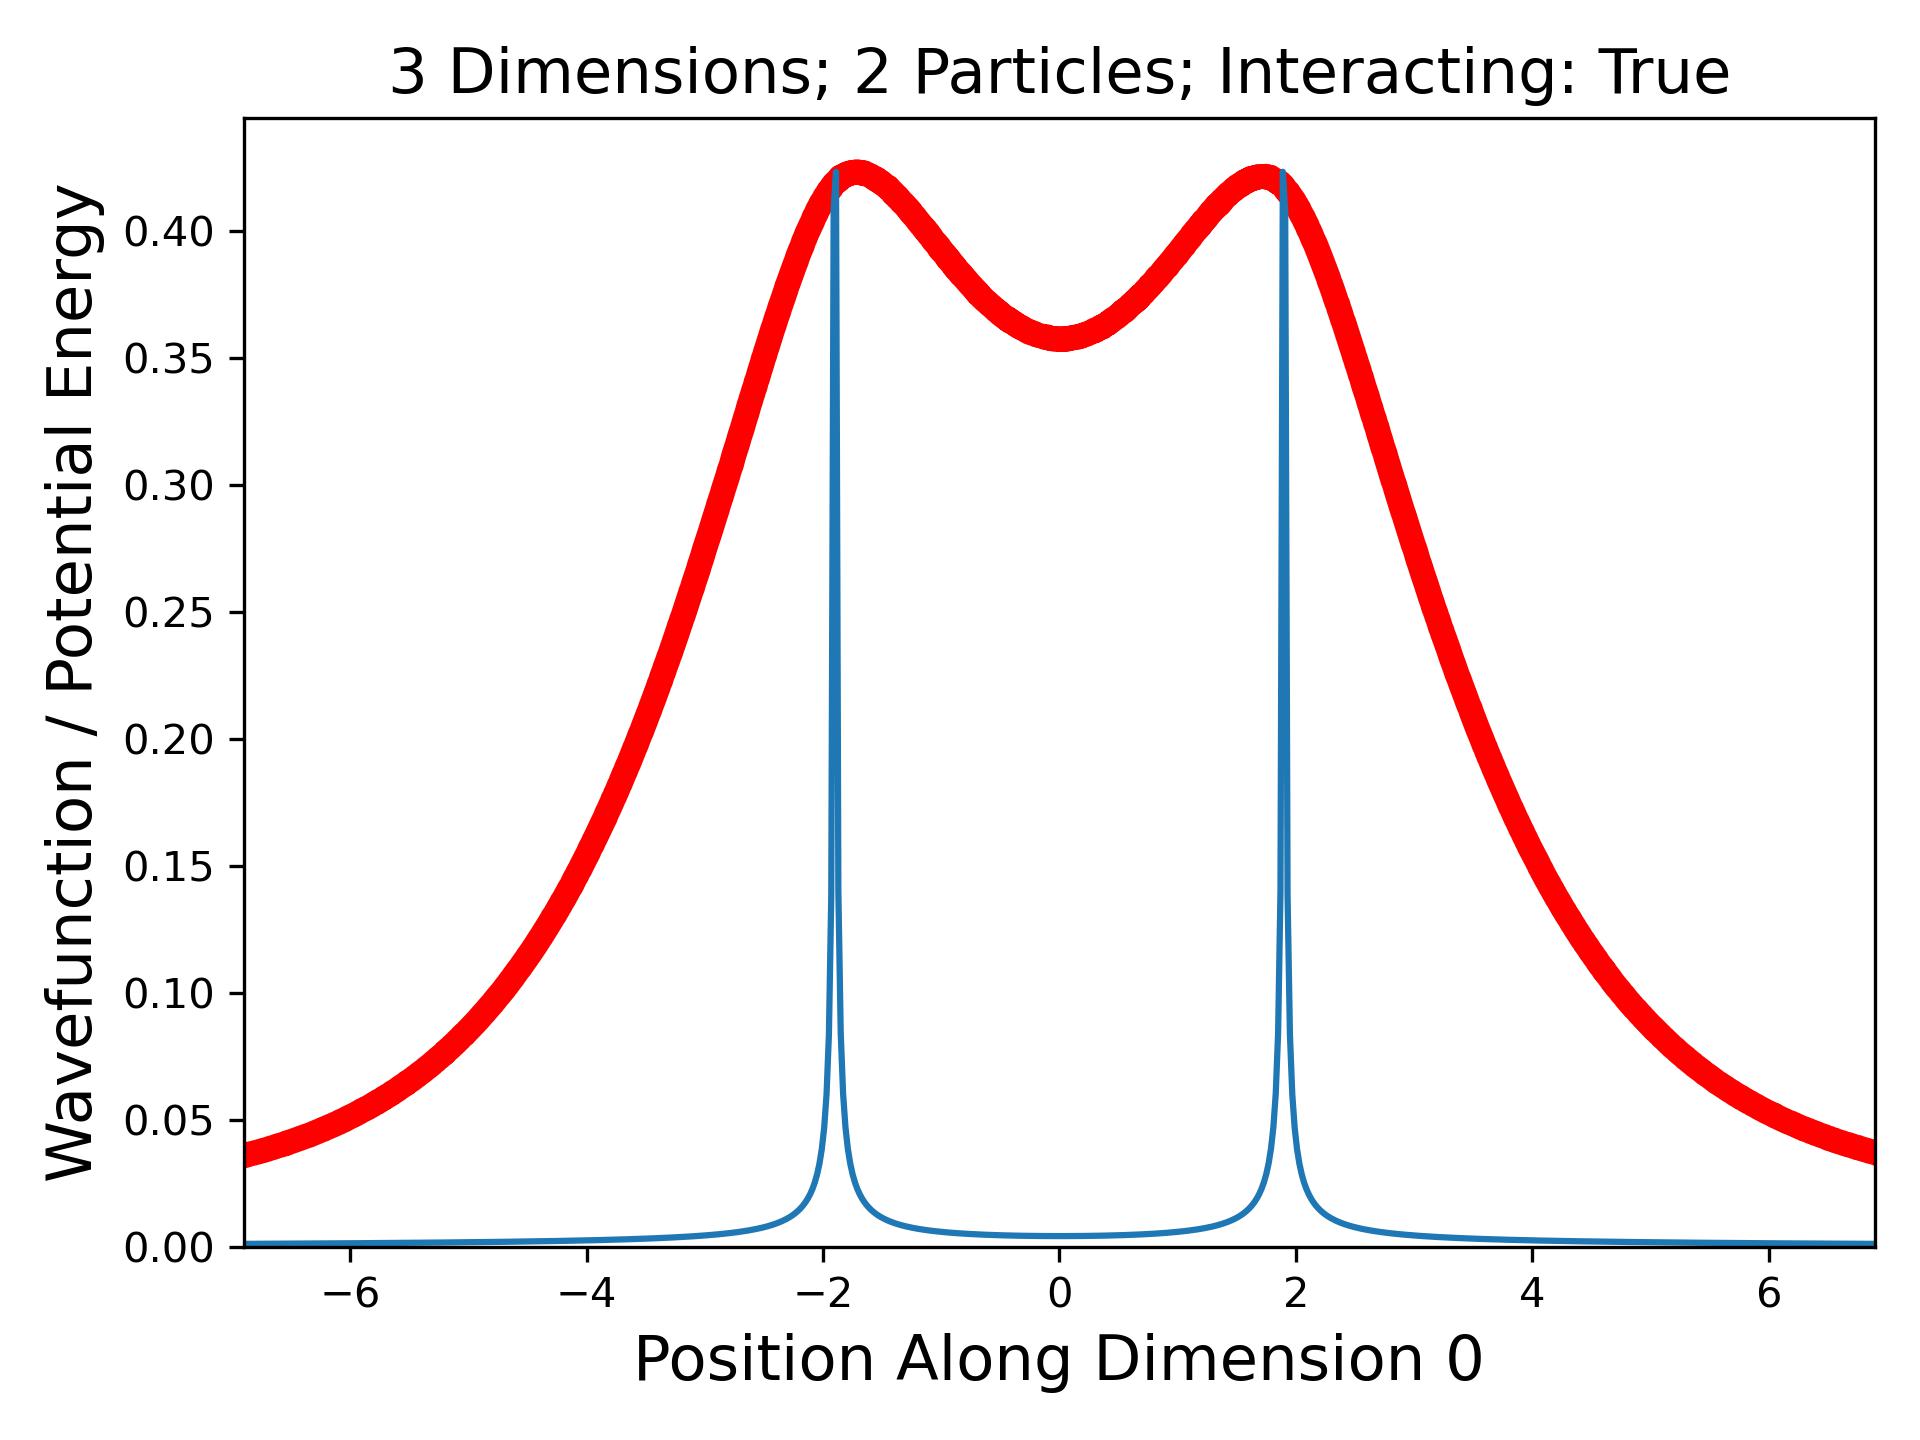 3 Dimensions; 2 Particles; Interacting: True
Wavefunction / Potential Energy
0.40
0.35
0.30
0.25
0.20
0.15
0.10
0.05
0.00
−6 −4 −2 0 2 4 6
Position Along Dimension 0